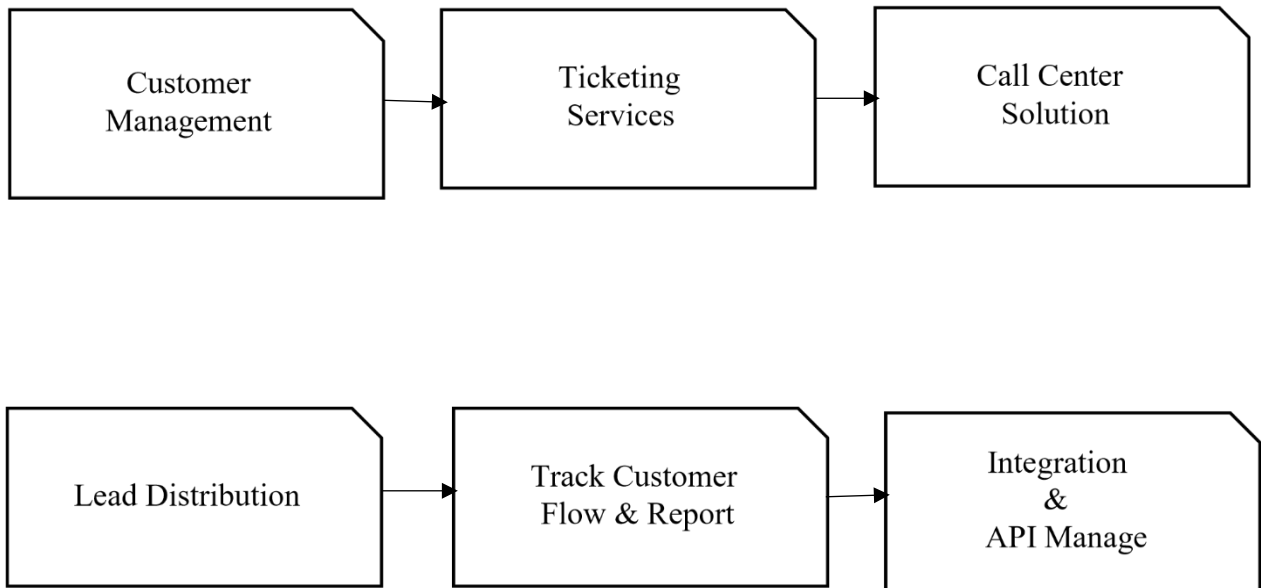 Customer
Management
Ticketing
Services
Call Center
Solution
Lead Distribution
Track Customer
Flow & Report
Integration
&
API Manage